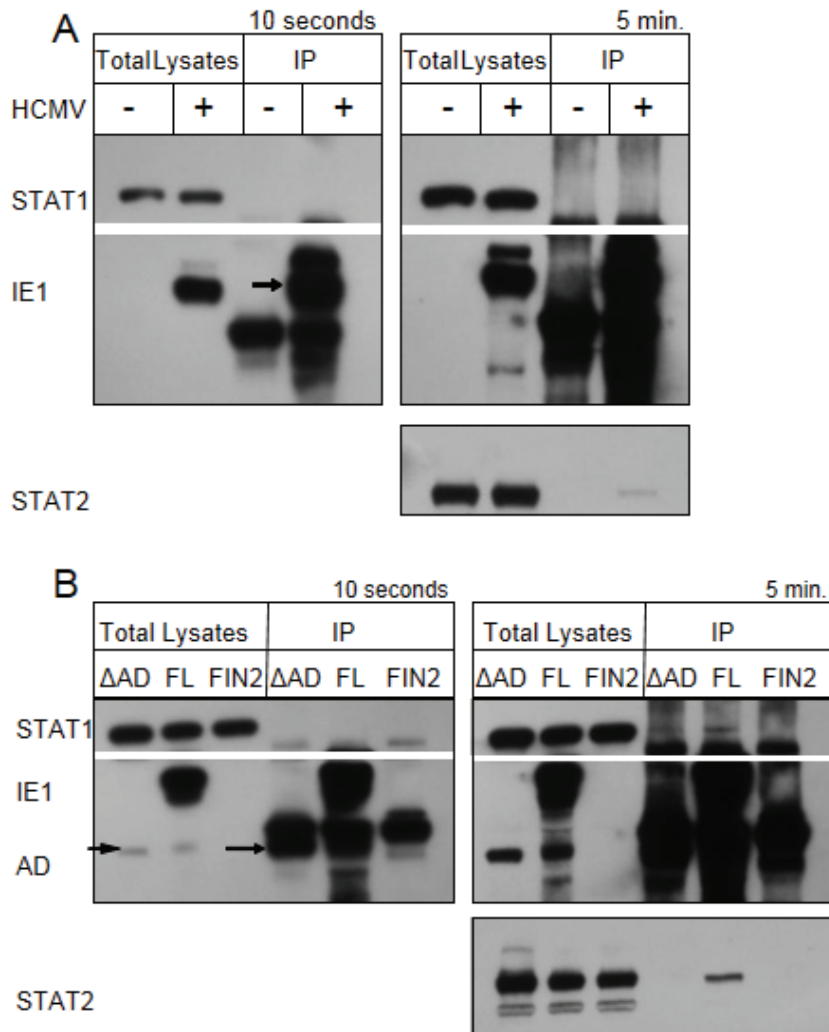 A
10 seconds
5 min.
Total Lysates IP
Total Lysates IP
HCMV - + - +
- + - +
STAT1
IE1
STAT2
B
10 seconds
5 min.
Total Lysates IP
Total Lysates IP
ΔAD FL FIN2 ΔAD FL FIN2
ΔAD FL FIN2 ΔAD FL FIN2
STAT1
IE1
AD
STAT2